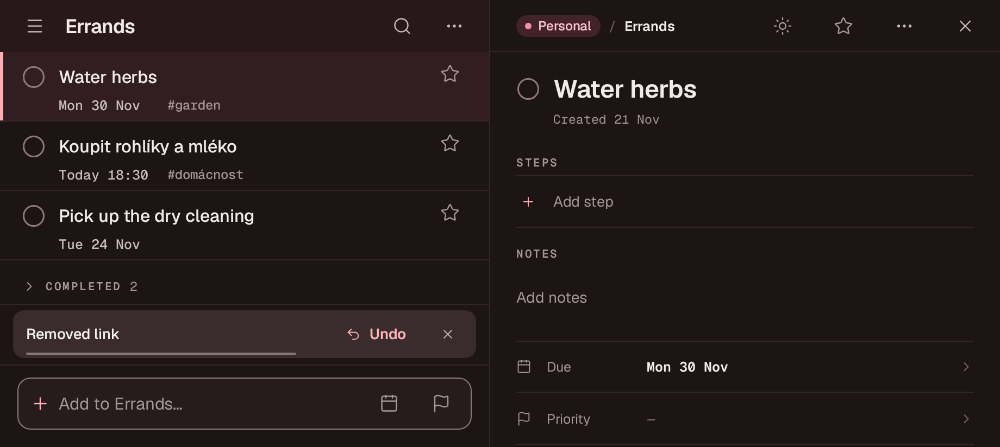 Errands
Water herbs
Mon 30 Nov #garden
Koupit rohlíky a mléko
Today 18:30 #domácnost
Pick up the dry cleaning
Tue 24 Nov
COMPLETED 2
Removed link Undo
Add to Errands…
Personal / Errands
Water herbs
Created 21 Nov
STEPS
Add step
NOTES
Add notes
Due Mon 30 Nov
Priority –